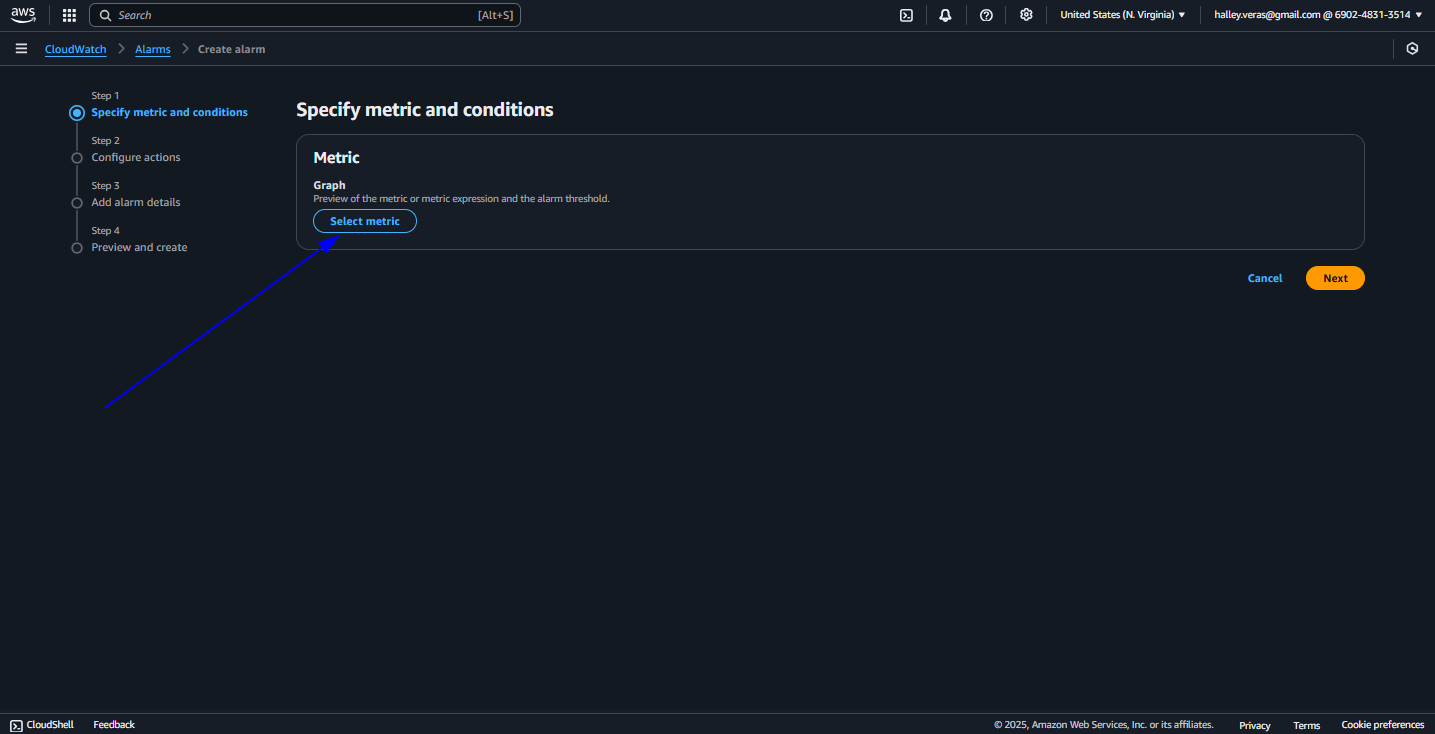 aws
Search [Alt+S] United States (N. Virginia) halley.veras@gmail.com @ 6902-4831-3514
CloudWatch Alarms Create alarm
Step 1
Specify metric and conditions
Step 2
Configure actions
Step 3
Add alarm details
Step 4
Preview and create
Specify metric and conditions
Metric
Graph
Preview of the metric or metric expression and the alarm threshold.
Select metric
Cancel Next
CloudShell Feedback © 2025, Amazon Web Services, Inc. or its affiliates. Privacy Terms Cookie preferences